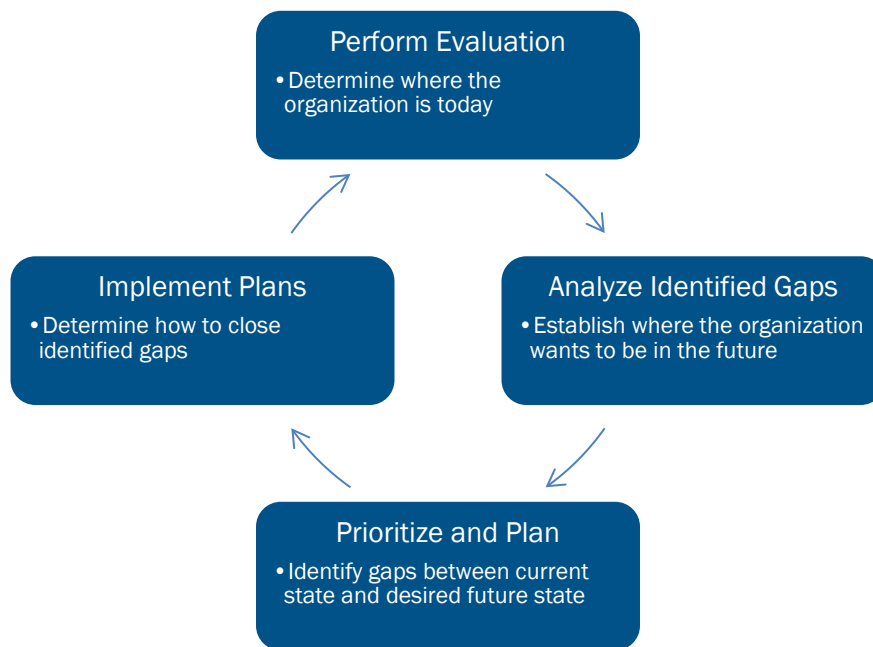 Perform Evaluation
•Determine where the
organization is today
Implement Plans
•Determine how to close
identified gaps
Analyze Identified Gaps
•Establish where the organization
wants to be in the future
Prioritize and Plan
•Identify gaps between current
state and desired future state